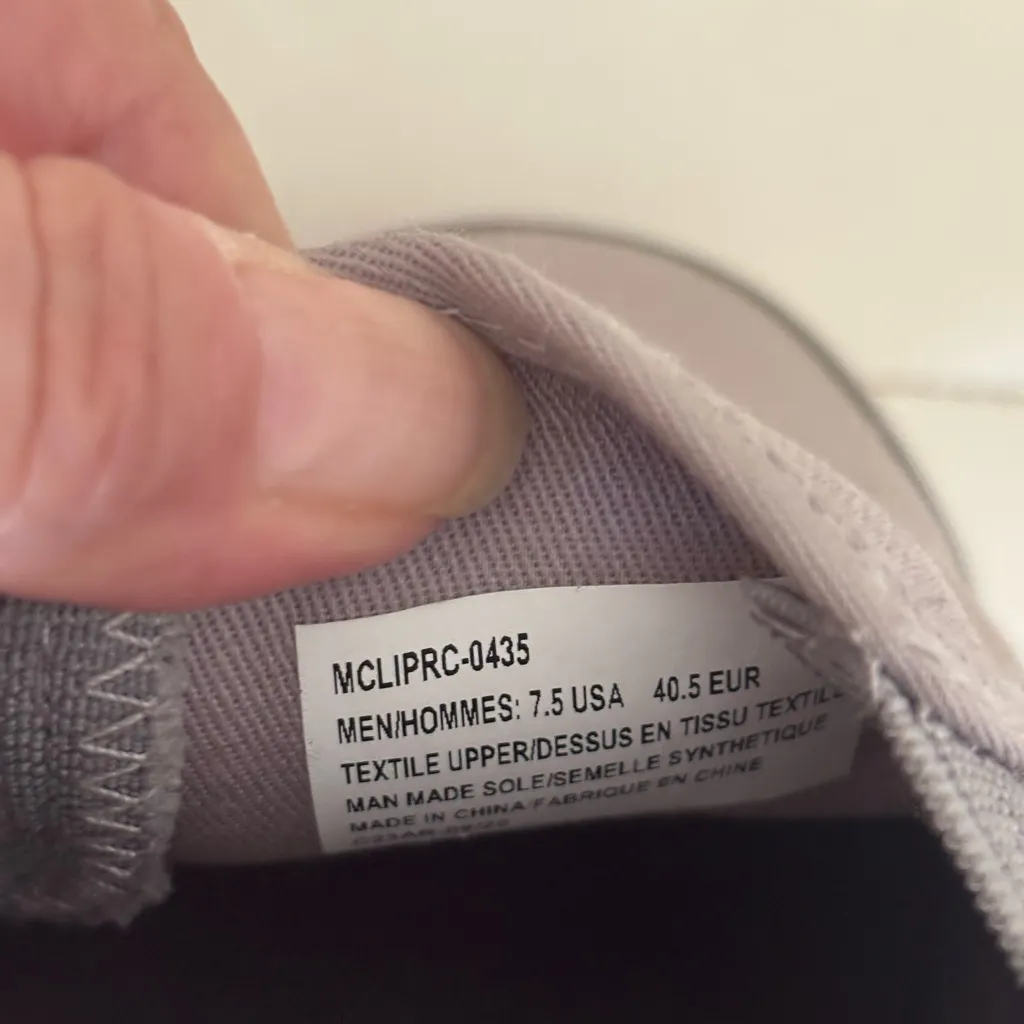 MCLIPRC-0435
MEN/HOMMES: 7.5 USA 40.5 EUR
TEXTILE UPPER/DESSUS EN TISSU TEXTILE
MAN MADE SOLE/SEMELLE SYNTHETIQUE
MADE IN CHINA FABRIQUE EN CHINE